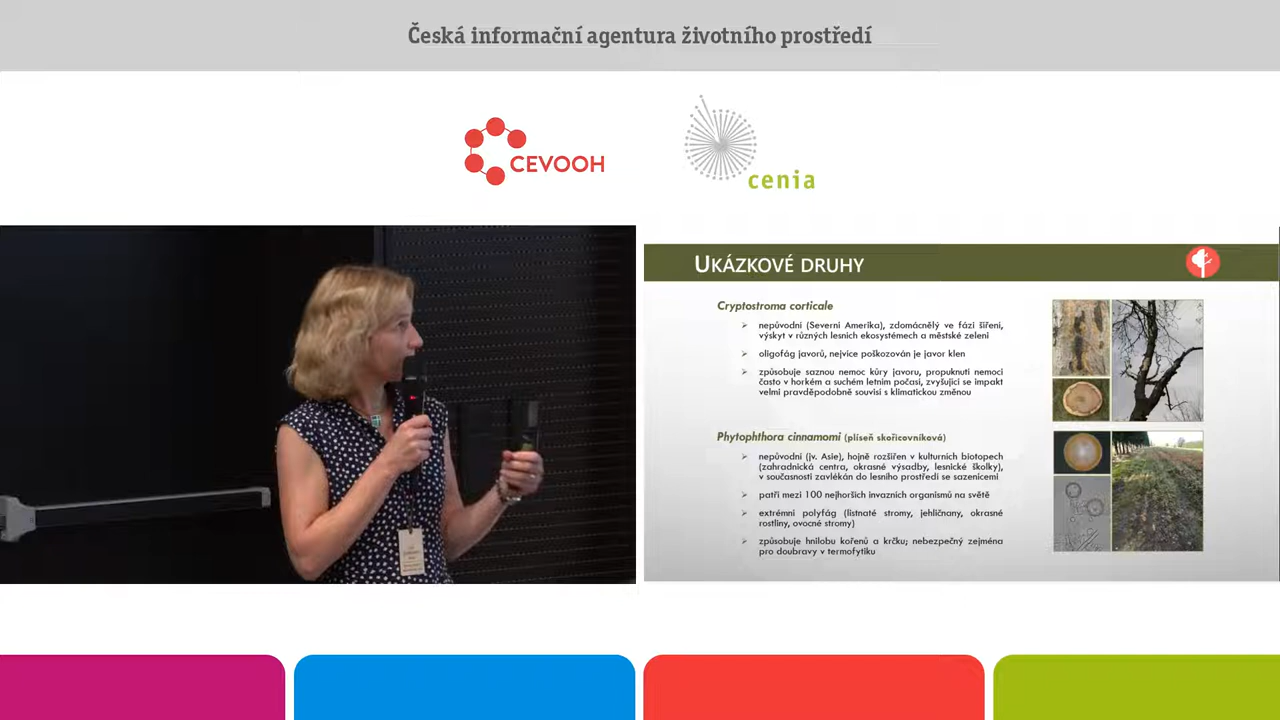 Česká informační agentura životního prostředí
CEVOOH
cenia
UKÁZKOVÉ DRUHY
Cryptostroma corticale
nepůvodní (Severní Amerika), zdomácnělý ve fázi šíření,
výskyt v různých lesních ekosystémech a městské zeleni
oligofág javorů, nejvíce poškozován je javor klen
způsobuje saznou nemoc kůry javoru, propuknutí nemoci
často v horkém a suchém letním počasí, zvyšující se impakt
velmi pravděpodobně souvisí s klimatickou změnou
Phytophthora cinnamomi (plíseň skořicovníková)
nepůvodní (jv. Asie), hojně rozšířen v kulturních biotopech
(zahradnická centra, okrasné výsadby, lesnické školky),
v současnosti zavlékán do lesního prostředí se sazenicemi
patří mezi 100 nejhorších invazních organismů na světě
extrémní polyfág (listnaté stromy, jehličnany, okrasné
rostliny, ovocné stromy)
způsobuje hnilobu kořenů a krčku; nebezpečný zejména
pro doubravy v termofytiku